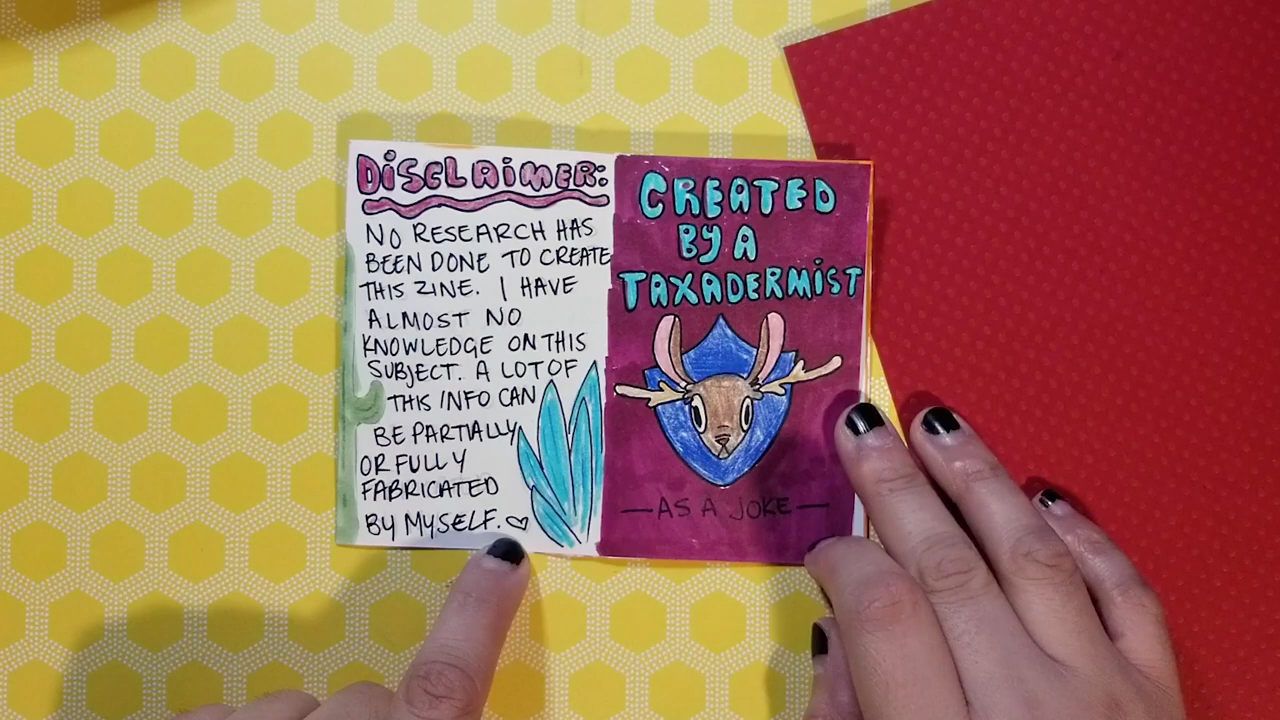 DISCLAIMER:
NO RESEARCH HAS
BEEN DONE TO CREATE
THIS ZINE. I HAVE
ALMOST NO
KNOWLEDGE ON THIS
SUBJECT. A LOT OF
THIS INFO CAN
BE PARTIALLY
OR FULLY
FABRICATED
BY MYSELF.
CREATED
BY A
TAXADERMIST
—AS A JOKE—